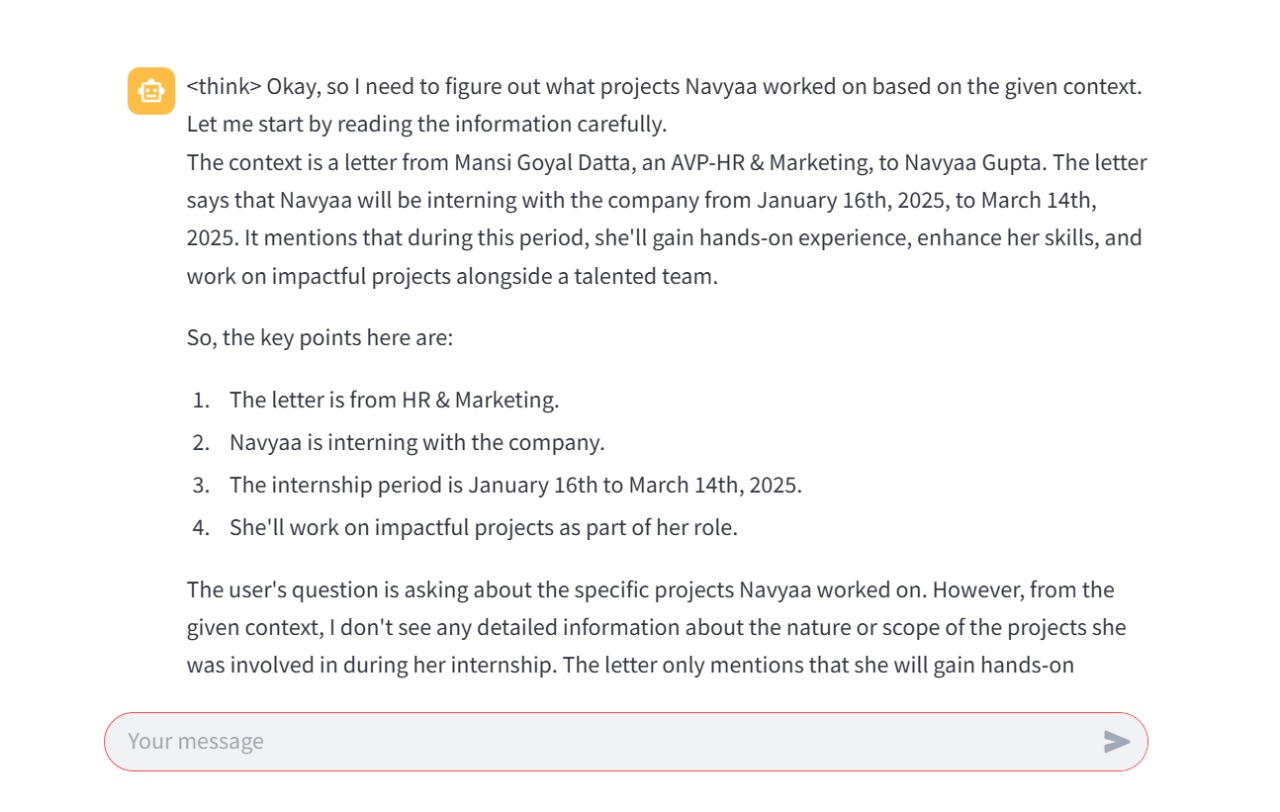 <think> Okay, so I need to figure out what projects Navyaa worked on based on the given context.
Let me start by reading the information carefully.
The context is a letter from Mansi Goyal Datta, an AVP-HR & Marketing, to Navyaa Gupta. The letter
says that Navyaa will be interning with the company from January 16th, 2025, to March 14th,
2025. It mentions that during this period, she'll gain hands-on experience, enhance her skills, and
work on impactful projects alongside a talented team.
So, the key points here are:
1. The letter is from HR & Marketing.
2. Navyaa is interning with the company.
3. The internship period is January 16th to March 14th, 2025.
4. She'll work on impactful projects as part of her role.
The user's question is asking about the specific projects Navyaa worked on. However, from the
given context, I don't see any detailed information about the nature or scope of the projects she
was involved in during her internship. The letter only mentions that she will gain hands-on
Your message